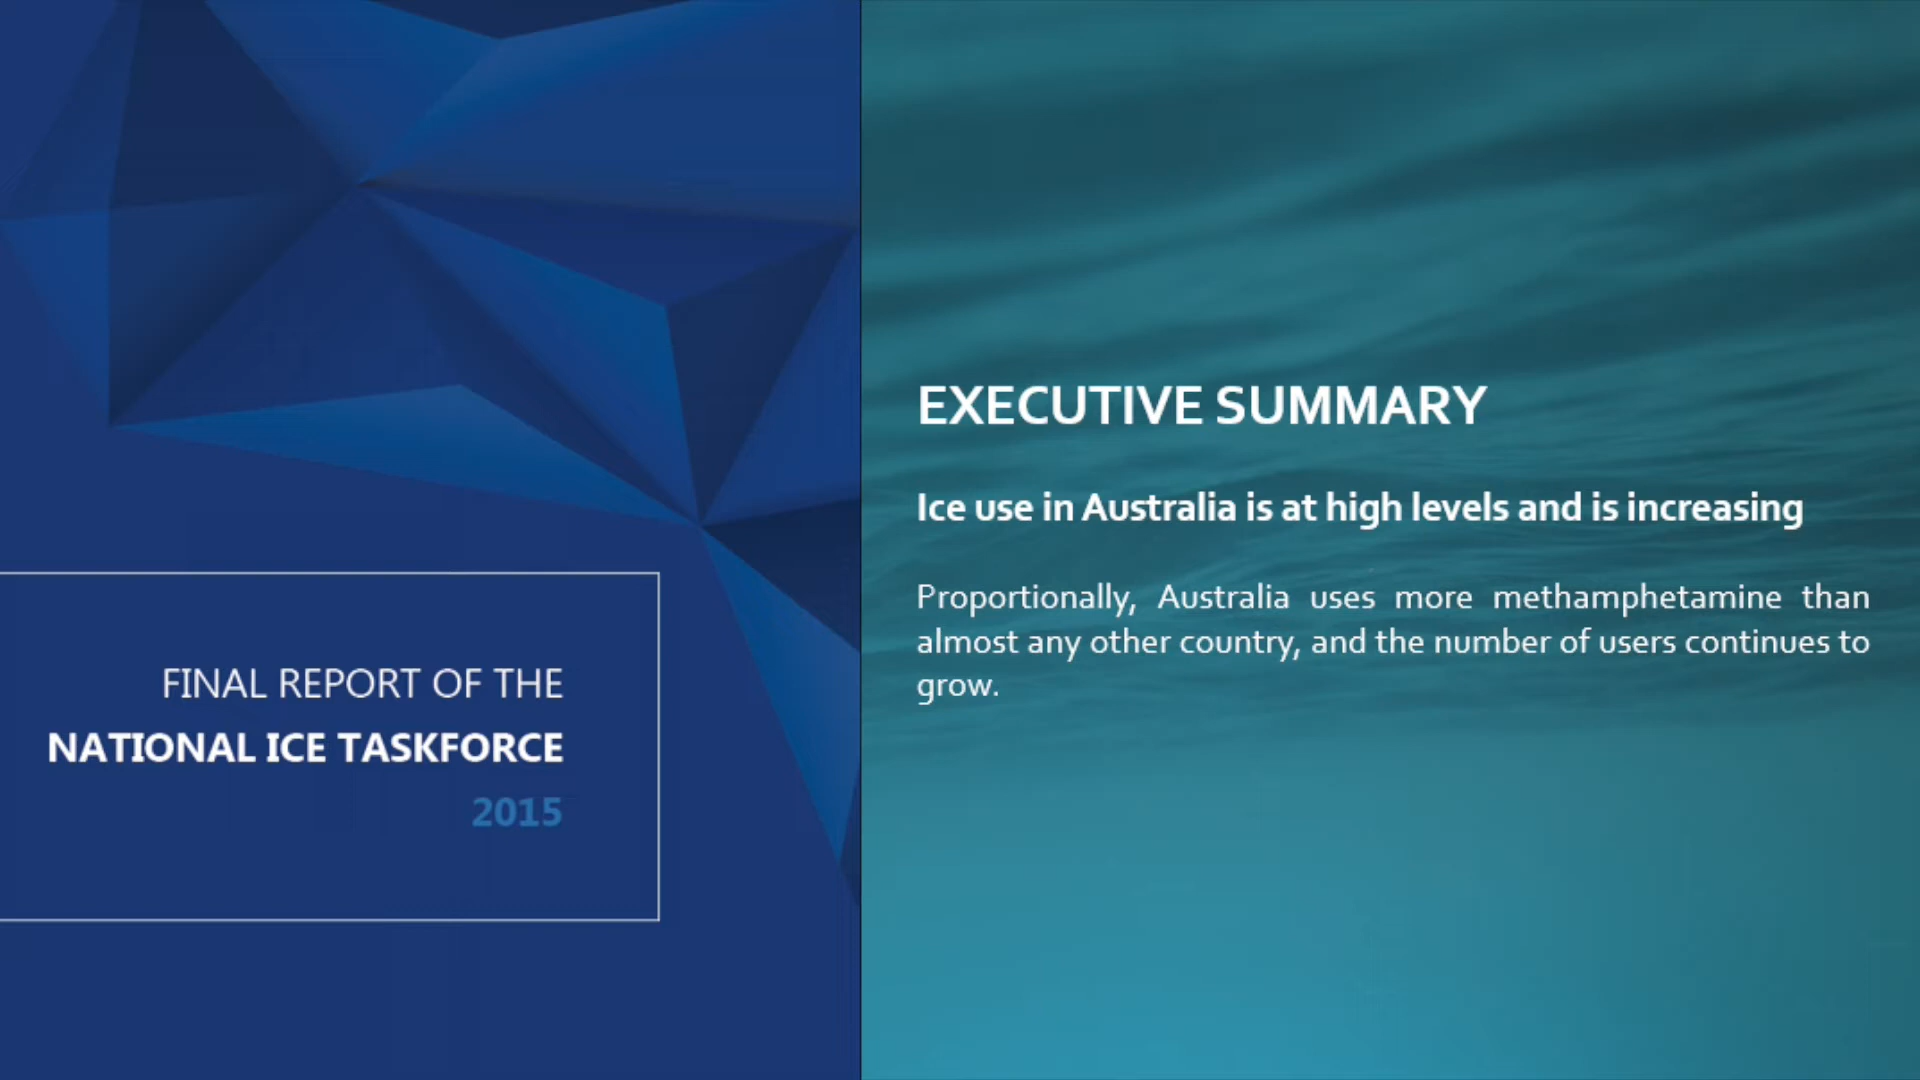 FINAL REPORT OF THE
NATIONAL ICE TASKFORCE
2015
EXECUTIVE SUMMARY
Ice use in Australia is at high levels and is increasing
Proportionally, Australia uses more methamphetamine than
almost any other country, and the number of users continues to
grow.